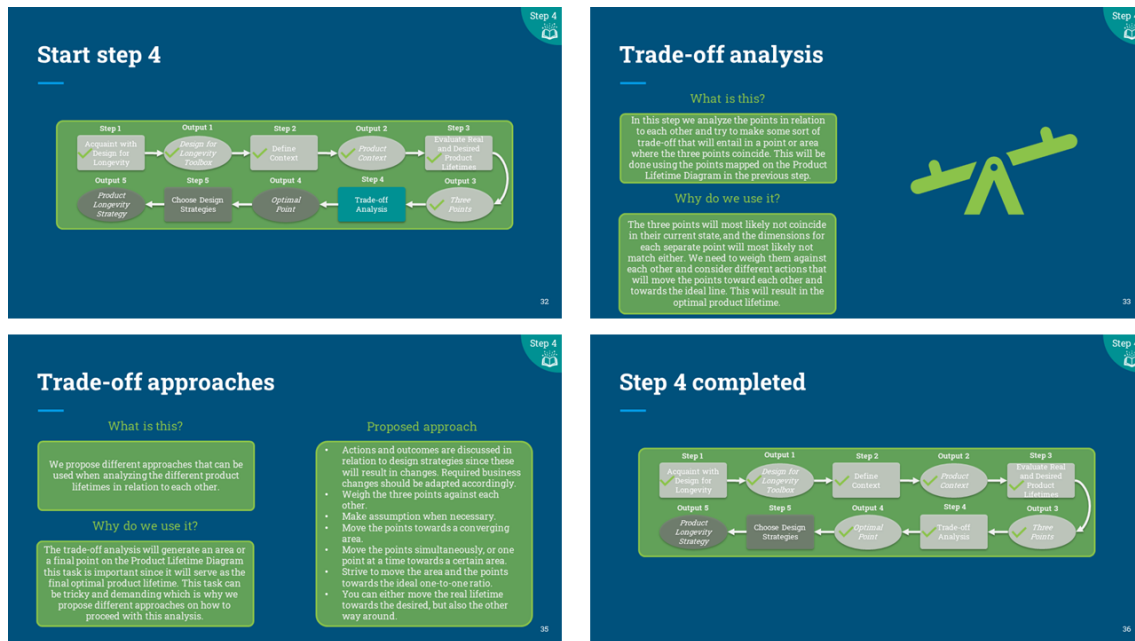 Step 4
Start step 4
Step 1
Output 1
Step 2
Output 2
Step 3
Acquaint with
Design for
Longevity
Design for
Longevity
Toolbox
Define
Context
Product
Context
Evaluate Real
and Desired
Product
Lifetimes
Output 5
Step 5
Output 4
Step 4
Output 3
Product
Longevity
Strategy
Choose Design
Strategies
Optimal
Point
Trade-off
Analysis
Three
Points
32
Step 4
Trade-off analysis
What is this?
In this step we analyze the points in relation
to each other and try to make some sort of
trade-off that will entail in a point or area
where the three points coincide. This will be
done using the points mapped on the Product
Lifetime Diagram in the previous step.
Why do we use it?
The three points will most likely not coincide
in their current state, and the dimensions for
each separate point will most likely not
match either. We need to weigh them against
each other and consider different actions that
will move the points toward each other and
towards the ideal line. This will result in the
optimal product lifetime.
33
Step 4
Trade-off approaches
What is this?
We propose different approaches that can be
used when analyzing the different product
lifetimes in relation to each other.
Why do we use it?
The trade-off analysis will generate an area or
a final point on the Product Lifetime Diagram
this task is important since it will serve as the
final optimal product lifetime. This task can
be tricky and demanding which is why we
propose different approaches on how to
proceed with this analysis.
Proposed approach
• Actions and outcomes are discussed in
relation to design strategies since these
will result in changes. Required business
changes should be adapted accordingly.
• Weigh the three points against each
other.
• Make assumption when necessary.
• Move the points towards a converging
area.
• Move the points simultaneously, or one
point at a time towards a certain area.
• Strive to move the area and the points
towards the ideal one-to-one ratio.
• You can either move the real lifetime
towards the desired, but also the other
way around.
35
Step 4
Step 4 completed
Step 1
Output 1
Step 2
Output 2
Step 3
Acquaint with
Design for
Longevity
Design for
Longevity
Toolbox
Define
Context
Product
Context
Evaluate Real
and Desired
Product
Lifetimes
Output 5
Step 5
Output 4
Step 4
Output 3
Product
Longevity
Strategy
Choose Design
Strategies
Optimal
Point
Trade-off
Analysis
Three
Points
36